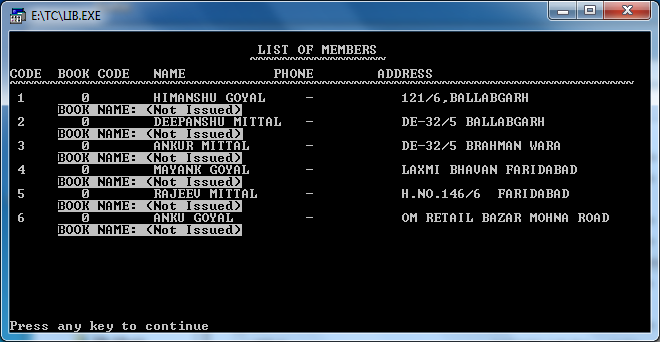 E:\TC\LIB.EXE
LIST OF MEMBERS
CODE BOOK CODE NAME PHONE ADDRESS
1 0 HIMANSHU GOYAL - 121/6,BALLABGARH
BOOK NAME: (Not Issued)
2 0 DEEPANSHU MITTAL - DE-32/5 BALLABGARH
BOOK NAME: (Not Issued)
3 0 ANKUR MITTAL - DE-32/5 BRAHMAN WARA
BOOK NAME: (Not Issued)
4 0 MAYANK GOYAL - LAXMI BHAVAN FARIDABAD
BOOK NAME: (Not Issued)
5 0 RAJEEV MITTAL - H.NO.146/6  FARIDABAD
BOOK NAME: (Not Issued)
6 0 ANKU GOYAL - OM RETAIL BAZAR MOHNA ROAD
BOOK NAME: (Not Issued)
Press any key to continue